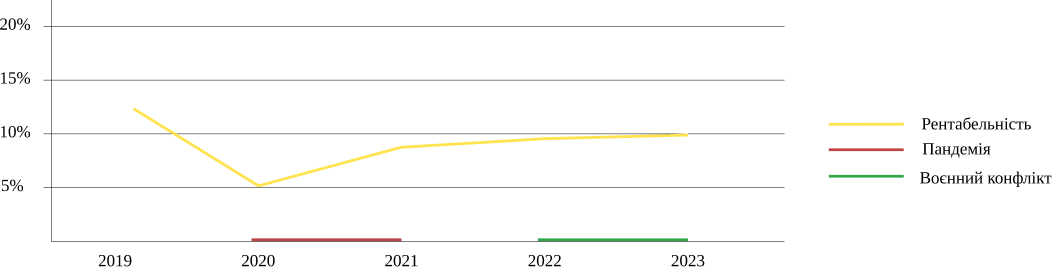 20%
15%
10%
5%
2019 2020 2021 2022 2023
Рентабельність
Пандемія
Воєнний конфлікт